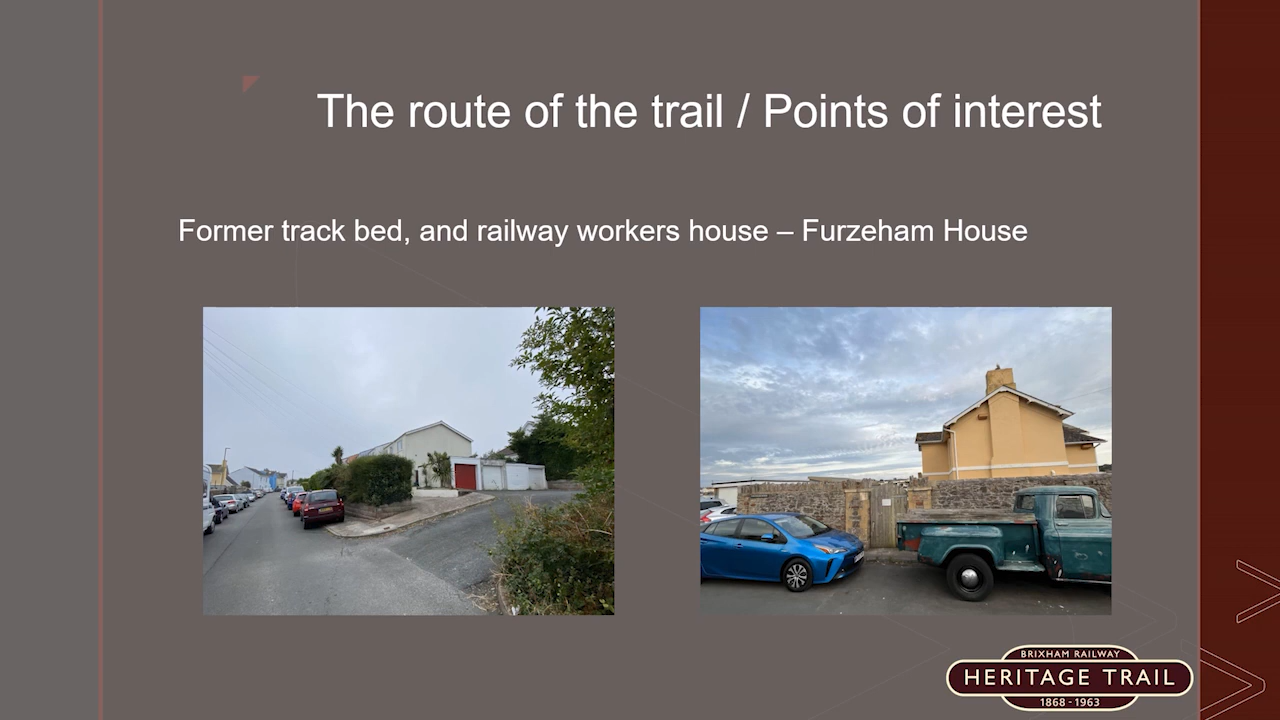 The route of the trail / Points of interest
Former track bed, and railway workers house – Furzeham House
BRIXHAM RAILWAY
HERITAGE TRAIL
1868 - 1963